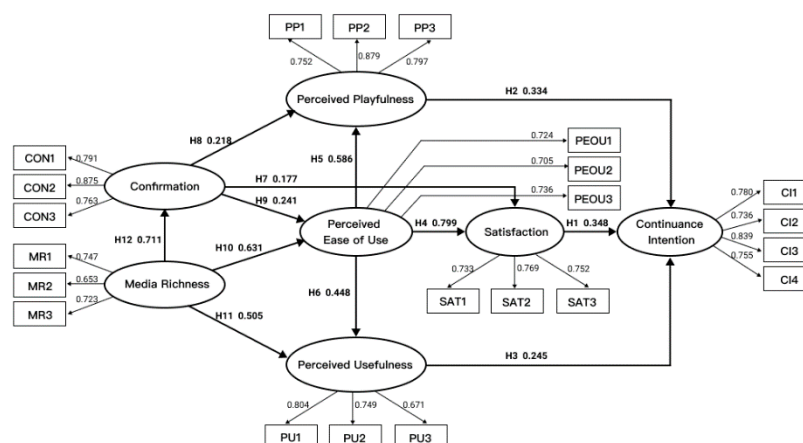 PP1
PP2
PP3
0.752
0.879
0.797
Perceived Playfulness
H2 0.334
H8 0.218
H5 0.586
0.724
PEOU1
CON1
0.791
H7 0.177
0.705
PEOU2
CON2
0.875
Confirmation
H9 0.241
0.736
PEOU3
CON3
0.763
0.780
CI1
H12 0.711
H10 0.631
Perceived
Ease of Use
H4 0.799
Satisfaction
H1 0.348
Continuance
Intention
0.736
CI2
0.839
CI3
0.755
CI4
MR1
0.747
MR2
0.653
Media Richness
MR3
0.723
H6 0.448
0.733
0.769
0.752
SAT1
SAT2
SAT3
H11 0.505
Perceived Usefulness
H3 0.245
0.804
0.749
0.671
PU1
PU2
PU3